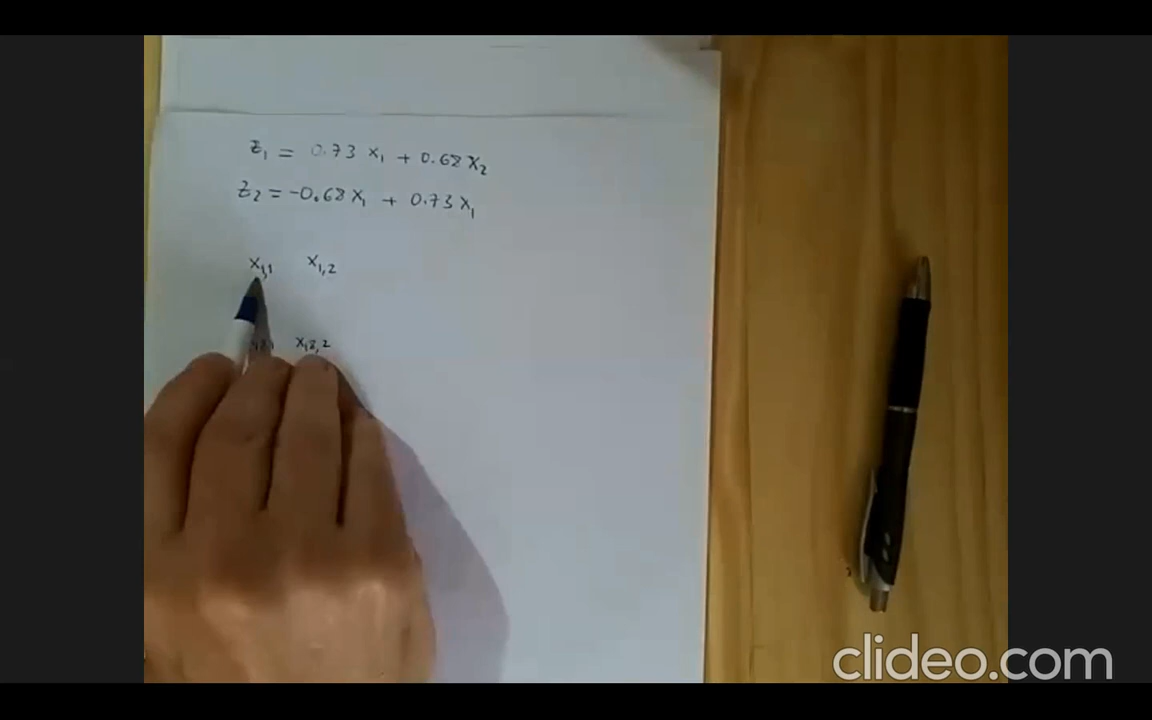 z₁ = 0.73 x₁ + 0.68 x₂
z₂ = -0.68 x₁ + 0.73 x₁
x₁,₁ x₁,₂
x₁₈,₂
clideo.com